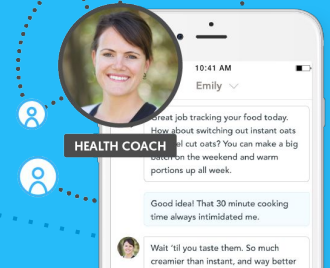 10:41 AM
Emily
Great job tracking your food today.
How about switching out instant oats
el cut oats? You can make a big
batch on the weekend and warm
portions up all week.
HEALTH COACH
Good idea! That 30 minute cooking
time always intimidated me.
Wait 'til you taste them. So much
creamier than instant, and way better